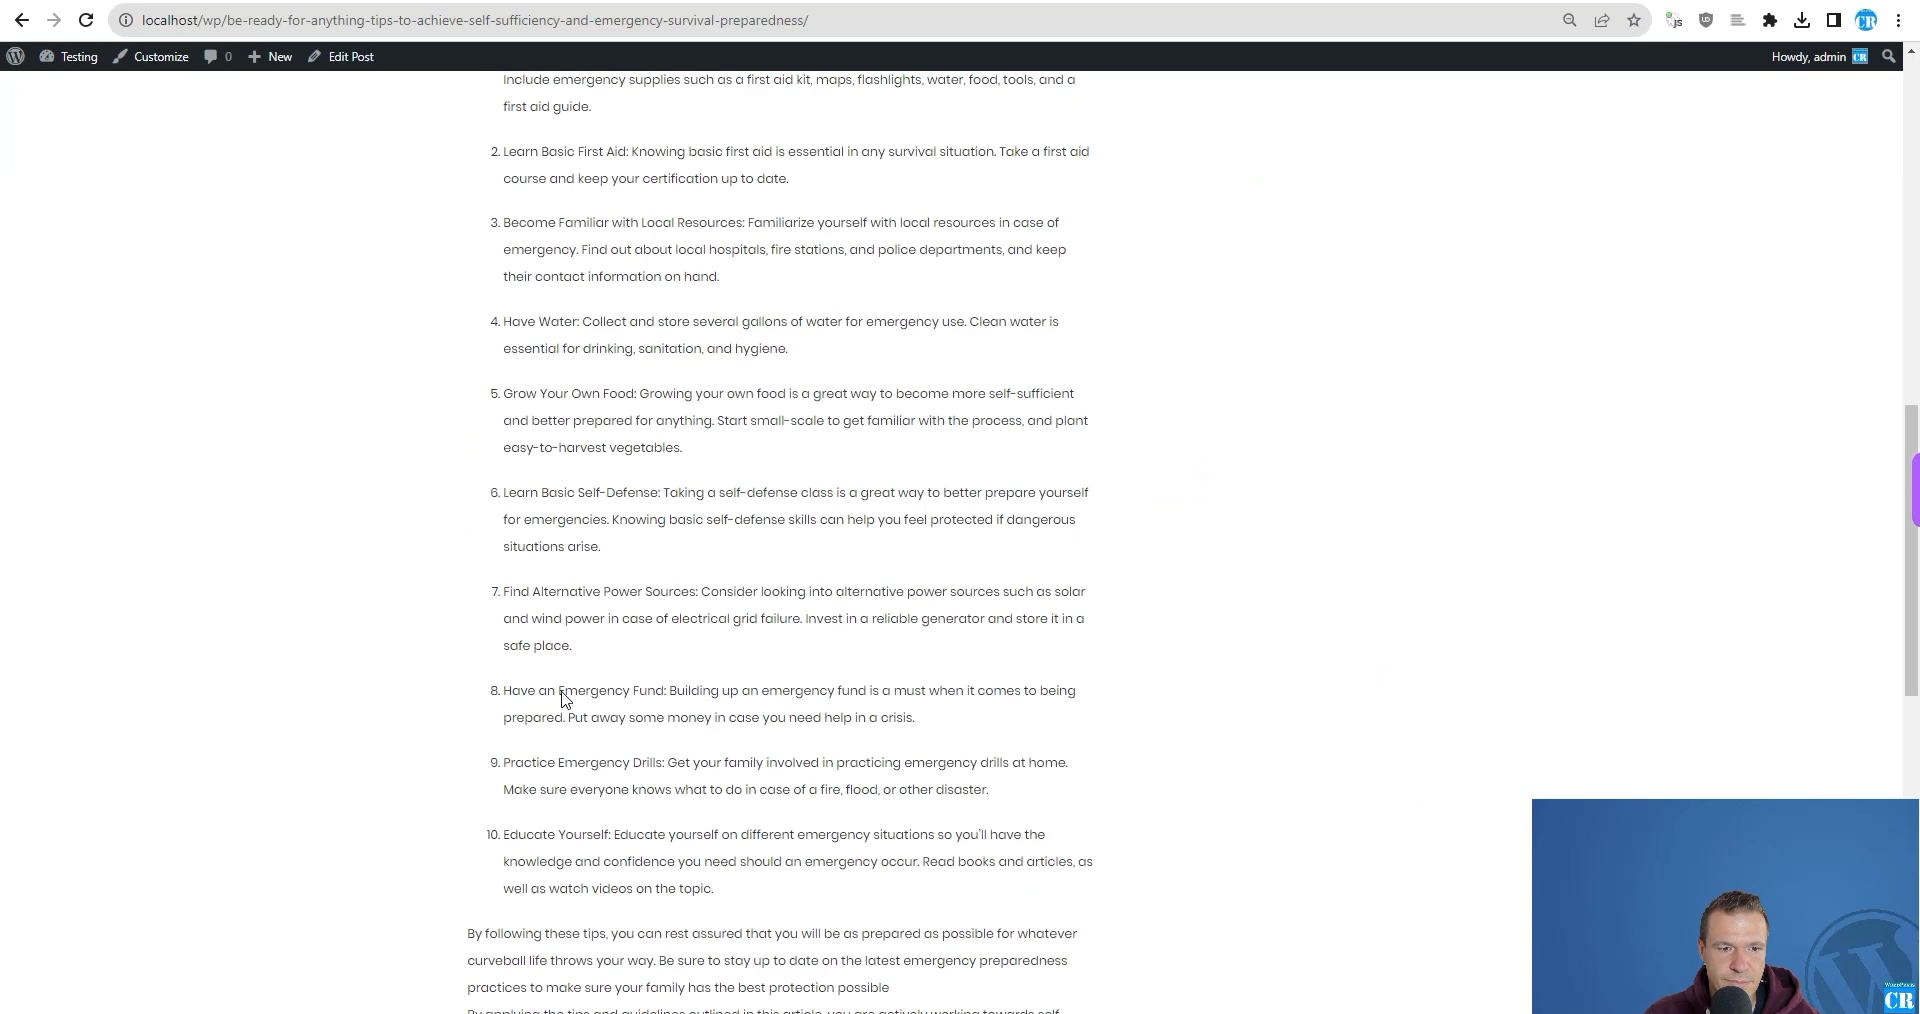 localhost/wp/be-ready-for-anything-tips-to-achieve-self-sufficiency-and-emergency-survival-preparedness/
Testing Customize 0 New Edit Post Howdy, admin CR
Include emergency supplies such as a first aid kit, maps, flashlights, water, food, tools, and a
first aid guide.
2. Learn Basic First Aid: Knowing basic first aid is essential in any survival situation. Take a first aid
course and keep your certification up to date.
3. Become Familiar with Local Resources: Familiarize yourself with local resources in case of
emergency. Find out about local hospitals, fire stations, and police departments, and keep
their contact information on hand.
4. Have Water: Collect and store several gallons of water for emergency use. Clean water is
essential for drinking, sanitation, and hygiene.
5. Grow Your Own Food: Growing your own food is a great way to become more self-sufficient
and better prepared for anything. Start small-scale to get familiar with the process, and plant
easy-to-harvest vegetables.
6. Learn Basic Self-Defense: Taking a self-defense class is a great way to better prepare yourself
for emergencies. Knowing basic self-defense skills can help you feel protected if dangerous
situations arise.
7. Find Alternative Power Sources: Consider looking into alternative power sources such as solar
and wind power in case of electrical grid failure. Invest in a reliable generator and store it in a
safe place.
8. Have an Emergency Fund: Building up an emergency fund is a must when it comes to being
prepared. Put away some money in case you need help in a crisis.
9. Practice Emergency Drills: Get your family involved in practicing emergency drills at home.
Make sure everyone knows what to do in case of a fire, flood, or other disaster.
10. Educate Yourself: Educate yourself on different emergency situations so you'll have the
knowledge and confidence you need should an emergency occur. Read books and articles, as
well as watch videos on the topic.
By following these tips, you can rest assured that you will be as prepared as possible for whatever
curveball life throws your way. Be sure to stay up to date on the latest emergency preparedness
practices to make sure your family has the best protection possible
By applying the tips and guidelines outlined in this article, you are actively working towards self-
WORDPRESS
CR